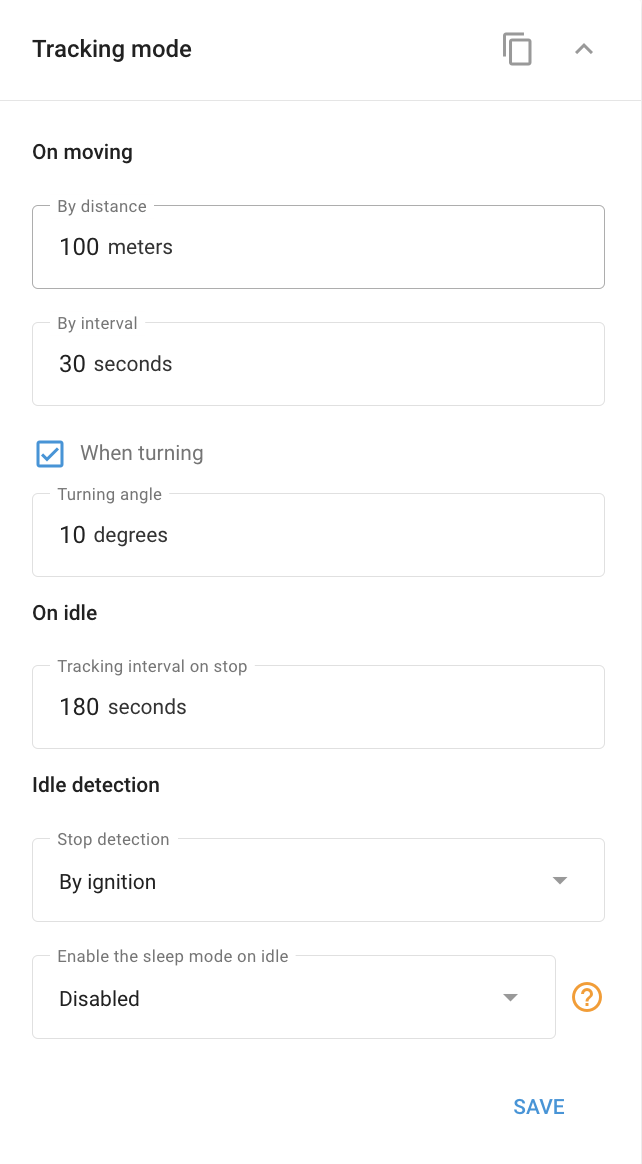 Tracking mode
On moving
By distance
100 meters
By interval
30 seconds
When turning
Turning angle
10 degrees
On idle
Tracking interval on stop
180 seconds
Idle detection
Stop detection
By ignition
Enable the sleep mode on idle
Disabled
?
SAVE